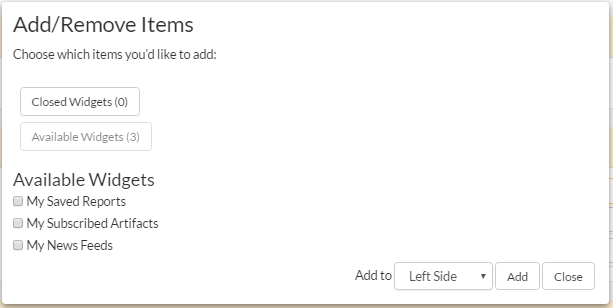 Add/Remove Items
Choose which items you'd like to add:
Closed Widgets (0)
Available Widgets (3)
Available Widgets
My Saved Reports
My Subscribed Artifacts
My News Feeds
Add to Left Side Add Close